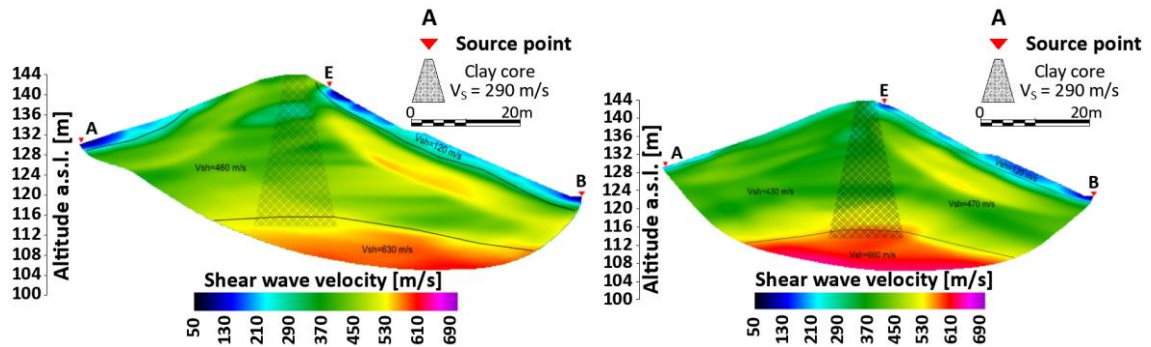 A
Source point
Clay core
Vs = 290 m/s
0 20m
Altitude a.s.l. [m]
144
140
136
132
128
124
120
116
112
108
104
100
A
E
B
Vsh=460 m/s
Vsh=120 m/s
Vsh=630 m/s
Shear wave velocity [m/s]
50 130 210 290 370 450 530 610 690
A
Source point
Clay core
Vs = 290 m/s
0 20m
Altitude a.s.l. [m]
144
140
136
132
128
124
120
116
112
108
104
100
A
E
B
Vsh=430 m/s
Vsh=470 m/s
Vsh=660 m/s
Shear wave velocity [m/s]
50 130 210 290 370 450 530 610 690